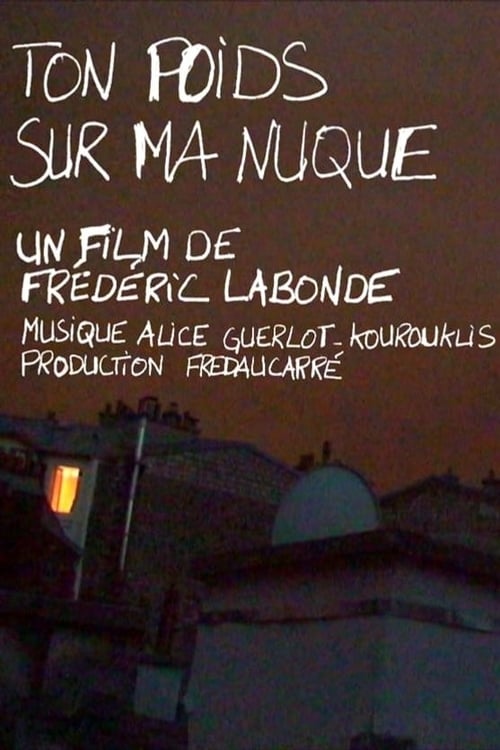 TON POIDS
SUR MA NUQUE
UN FILM DE
FRÉDÉRIC LABONDE
MUSIQUE ALICE GUERLOT-KOUROUKLIS
PRODUCTION FREDAUCARRÉ